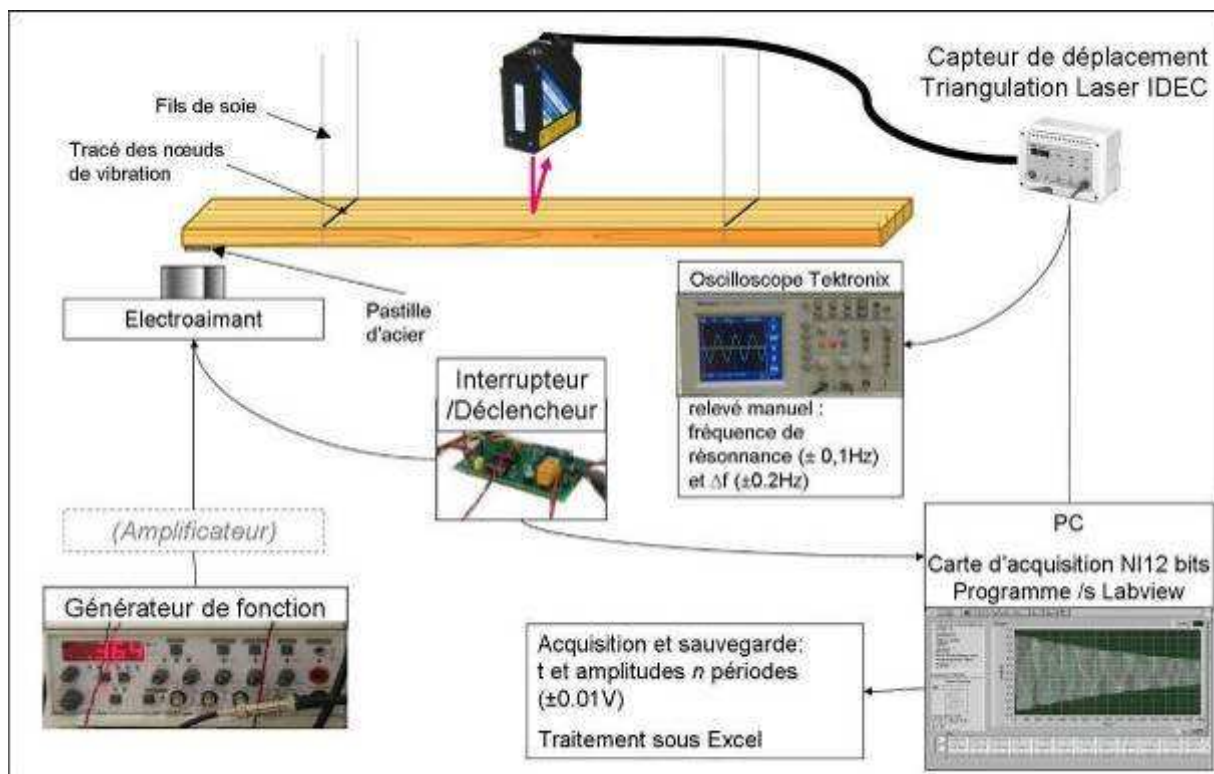 Capteur de déplacement
Triangulation Laser IDEC
Fils de soie
Tracé des nœuds
de vibration
Pastille
d'acier
Electroaimant
Oscilloscope Tektronix
relevé manuel :
fréquence de
résonnance (± 0,1Hz)
et Δf (±0.2Hz)
Interrupteur
/Déclencheur
(Amplificateur)
Générateur de fonction
PC
Carte d'acquisition NI12 bits
Programme /s Labview
Acquisition et sauvegarde:
t et amplitudes n périodes
(±0.01V)
Traitement sous Excel